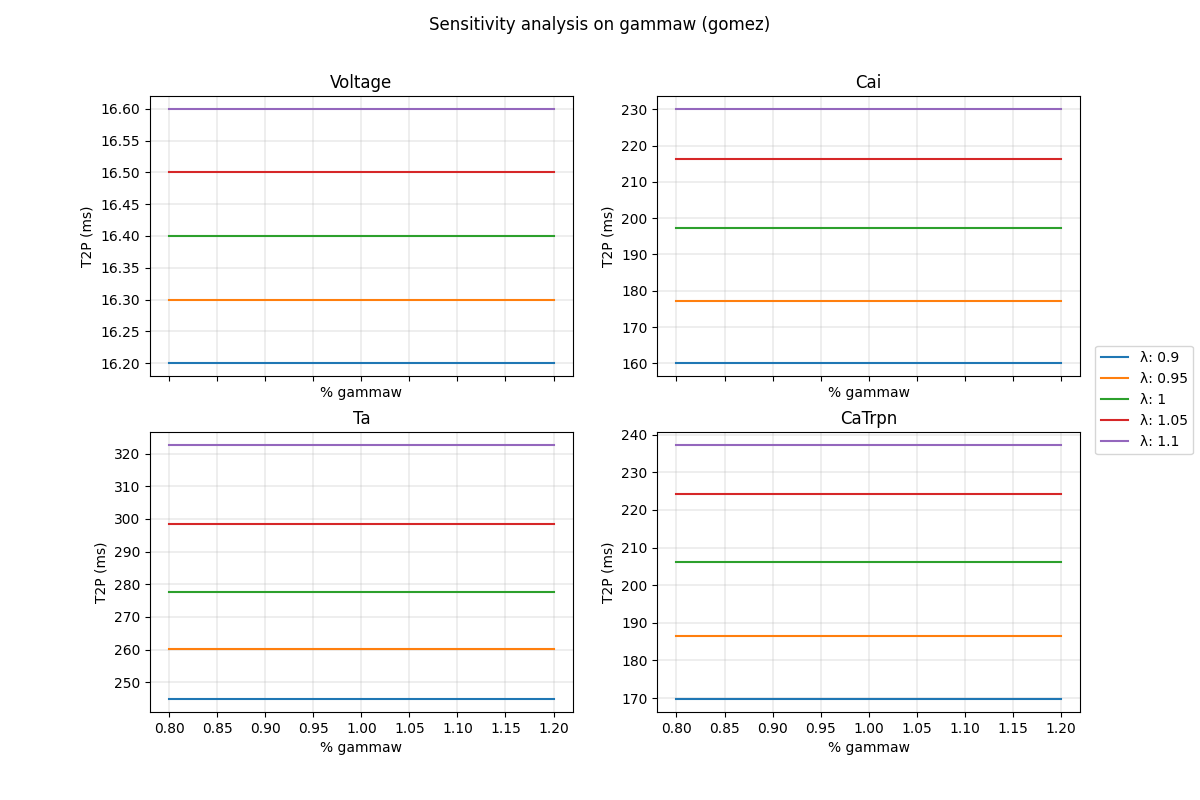 Sensitivity analysis on gammaw (gomez)
Voltage
T2P (ms)
16.60
16.55
16.50
16.45
16.40
16.35
16.30
16.25
16.20
% gammaw
Cai
T2P (ms)
230
220
210
200
190
180
170
160
% gammaw
Ta
T2P (ms)
320
310
300
290
280
270
260
250
0.80 0.85 0.90 0.95 1.00 1.05 1.10 1.15 1.20
% gammaw
CaTrpn
T2P (ms)
240
230
220
210
200
190
180
170
0.80 0.85 0.90 0.95 1.00 1.05 1.10 1.15 1.20
% gammaw
λ: 0.9
λ: 0.95
λ: 1
λ: 1.05
λ: 1.1